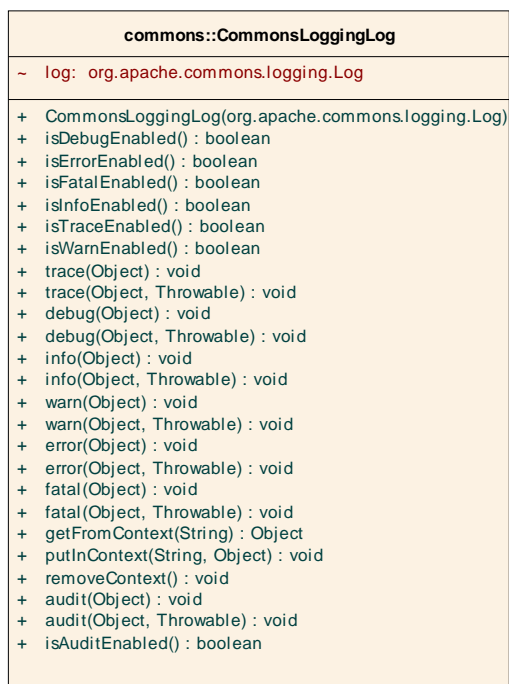 commons::CommonsLoggingLog
~ log: org.apache.commons.logging.Log
+ CommonsLoggingLog(org.apache.commons.logging.Log)
+ isDebugEnabled() : boolean
+ isErrorEnabled() : boolean
+ isFatalEnabled() : boolean
+ isInfoEnabled() : boolean
+ isTraceEnabled() : boolean
+ isWarnEnabled() : boolean
+ trace(Object) : void
+ trace(Object, Throwable) : void
+ debug(Object) : void
+ debug(Object, Throwable) : void
+ info(Object) : void
+ info(Object, Throwable) : void
+ warn(Object) : void
+ warn(Object, Throwable) : void
+ error(Object) : void
+ error(Object, Throwable) : void
+ fatal(Object) : void
+ fatal(Object, Throwable) : void
+ getFromContext(String) : Object
+ putInContext(String, Object) : void
+ removeContext() : void
+ audit(Object) : void
+ audit(Object, Throwable) : void
+ isAuditEnabled() : boolean